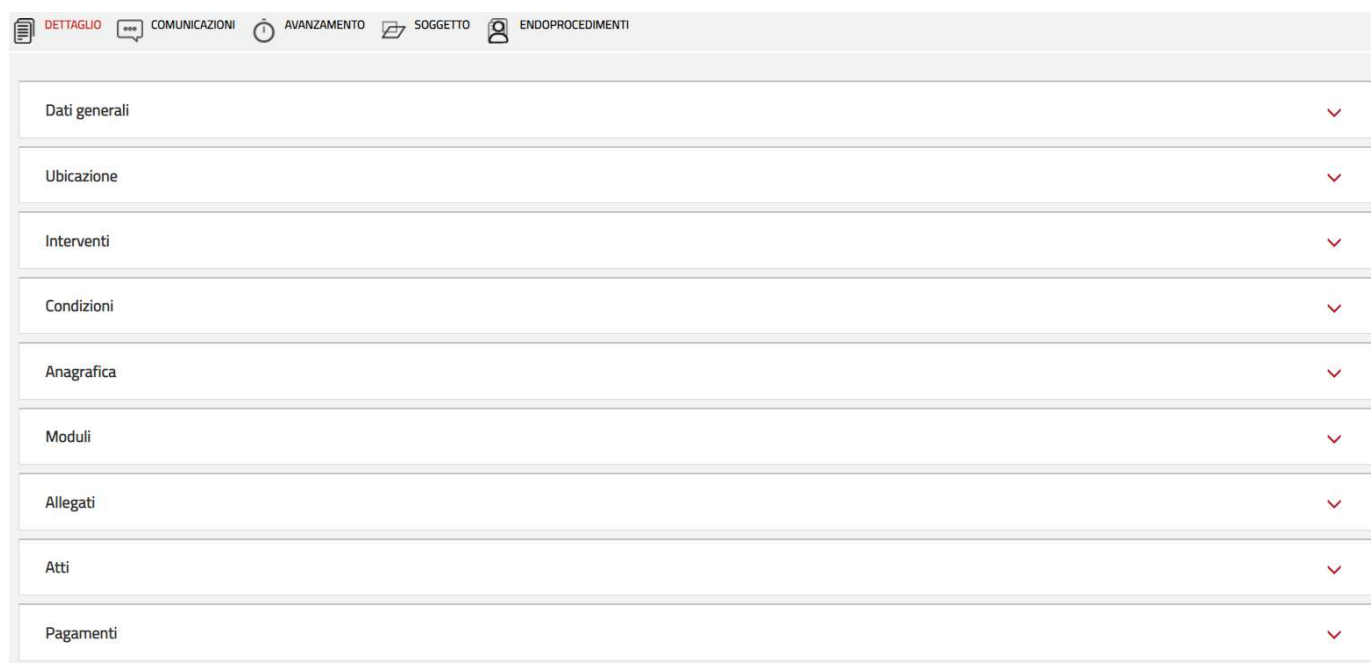 DETTAGLIO COMUNICAZIONI AVANZAMENTO SOGGETTO ENDOPROCEDIMENTI
Dati generali
Ubicazione
Interventi
Condizioni
Anagrafica
Moduli
Allegati
Atti
Pagamenti